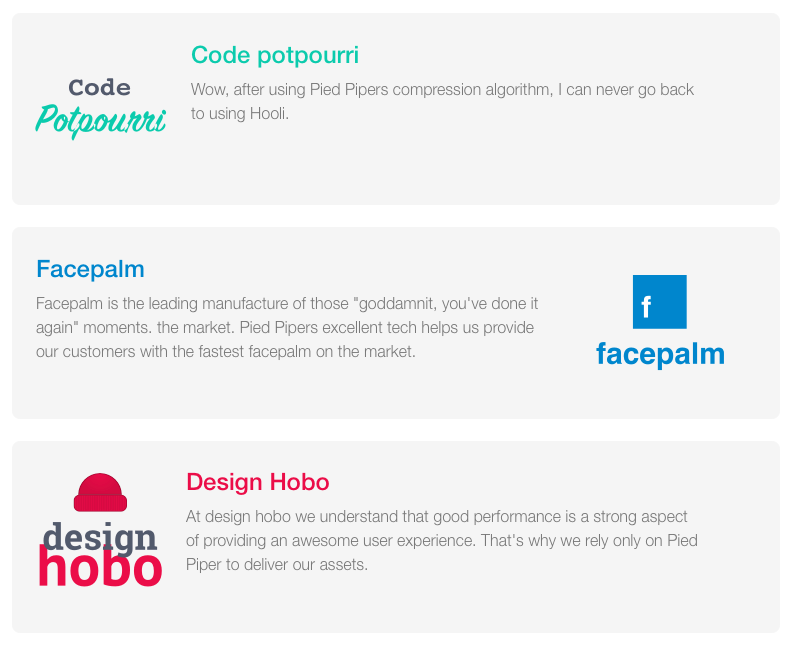 Code
Potpourri
Code potpourri
Wow, after using Pied Pipers compression algorithm, I can never go back
to using Hooli.
Facepalm
Facepalm is the leading manufacture of those "goddamnit, you've done it
again" moments. the market. Pied Pipers excellent tech helps us provide
our customers with the fastest facepalm on the market.
f
facepalm
design
hobo
Design Hobo
At design hobo we understand that good performance is a strong aspect
of providing an awesome user experience. That's why we rely only on Pied
Piper to deliver our assets.